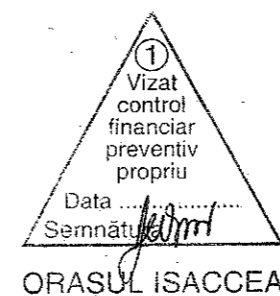 1
Vizat
control
financiar
preventiv
propriu
Data ..................
Semnătu
ORASUL ISACCEA